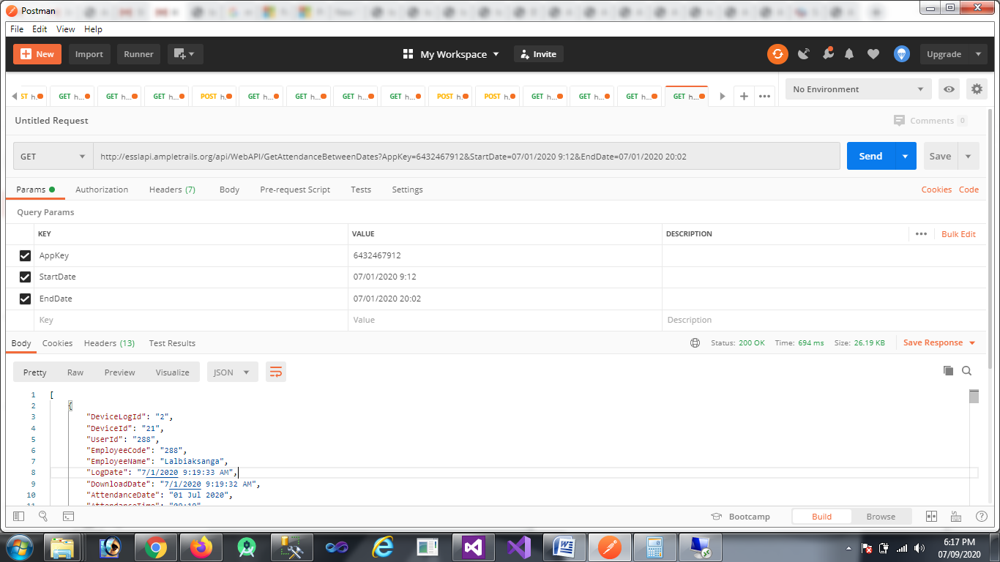 Postman
File Edit View Help
New Import Runner My Workspace Invite Upgrade
ST h... GET h... GET h... GET h... POST h... GET h... GET h... GET h... GET h... POST h... POST h... GET h... GET h... GET h... GET h... No Environment
Untitled Request Comments 0
GET http://esslapi.ampletrails.org/api/WebAPI/GetAttendanceBetweenDates?AppKey=6432467912&StartDate=07/01/2020 9:12&EndDate=07/01/2020 20:02 Send Save
Params Authorization Headers (7) Body Pre-request Script Tests Settings Cookies Code
Query Params
KEY VALUE DESCRIPTION Bulk Edit
AppKey 6432467912
StartDate 07/01/2020 9:12
EndDate 07/01/2020 20:02
Key Value Description
Body Cookies Headers (13) Test Results Status: 200 OK Time: 694 ms Size: 26.19 KB Save Response
Pretty Raw Preview Visualize JSON
1 [
2 {
3 "DeviceLogId": "2",
4 "DeviceId": "21",
5 "UserId": "288",
6 "EmployeeCode": "288",
7 "EmployeeName": "Lalbiaksanga",
8 "LogDate": "7/1/2020 9:19:33 AM",
9 "DownloadDate": "7/1/2020 9:19:32 AM",
10 "AttendanceDate": "01 Jul 2020",
11 "AttendanceTime": "09:19",
Bootcamp Build Browse
6:17 PM
07/09/2020